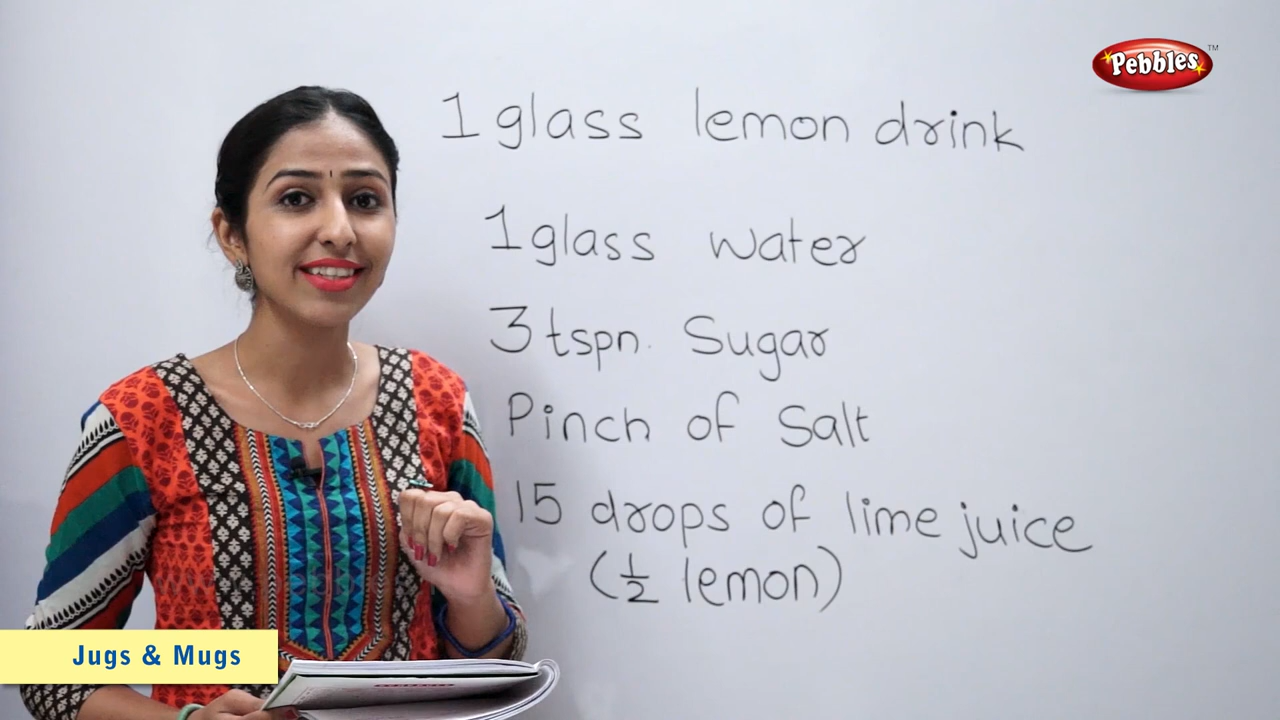 Pebbles TM
1 glass lemon drink
1 glass water
3 tspn. Sugar
Pinch of Salt
15 drops of lime juice
(1/2 lemon)
Jugs & Mugs